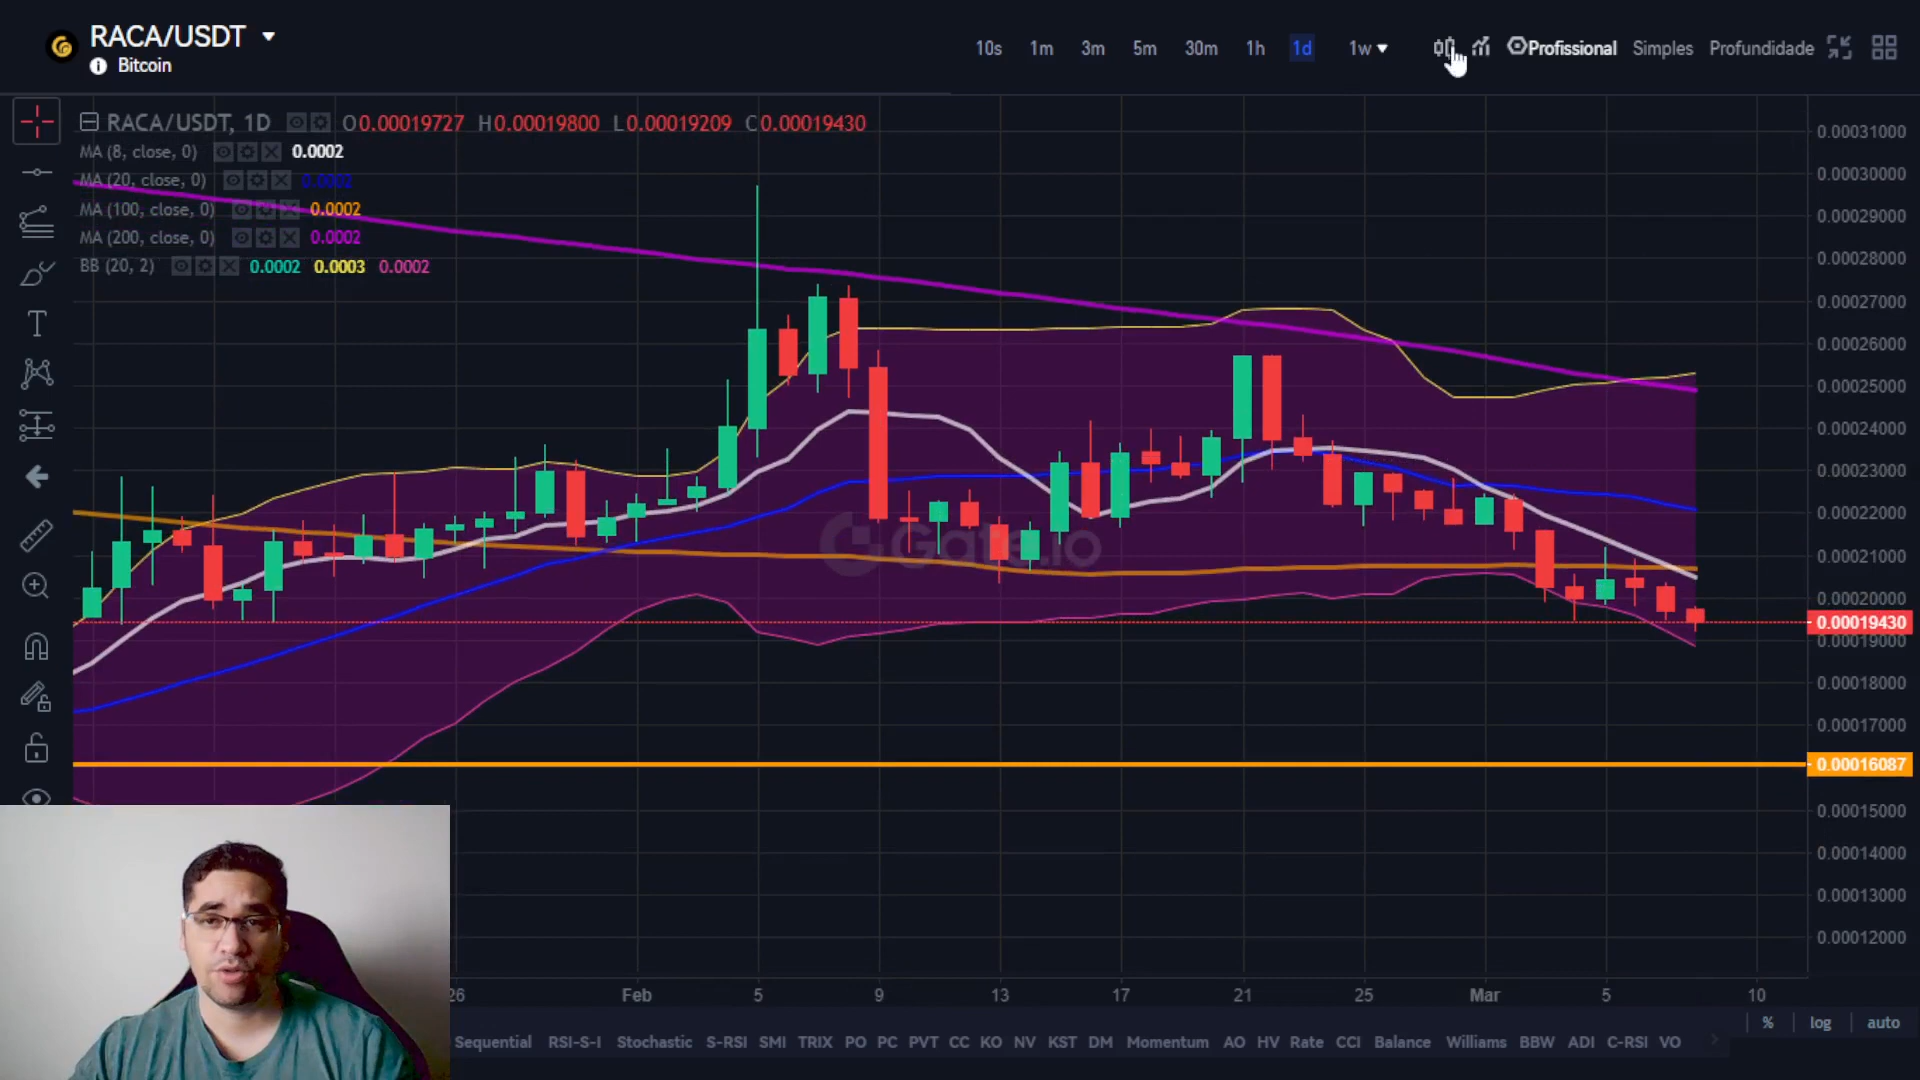 RACA/USDT
Bitcoin
10s 1m 3m 5m 30m 1h 1d 1w Profissional Simples Profundidade
RACA/USDT, 1D O0.00019727 H0.00019800 L0.00019209 C0.00019430
MA (8, close, 0) 0.0002
MA (20, close, 0) 0.0002
MA (100, close, 0) 0.0002
MA (200, close, 0) 0.0002
BB (20, 2) 0.0002 0.0003 0.0002
0.00031000
0.00030000
0.00029000
0.00028000
0.00027000
0.00026000
0.00025000
0.00024000
0.00023000
0.00022000
0.00021000
0.00020000
0.00019430
0.00019000
0.00018000
0.00017000
0.00016087
0.00015000
0.00014000
0.00013000
0.00012000
Gate.io
26 Feb 5 9 13 17 21 25 Mar 5 10
% log auto
Sequential RSI-S-I Stochastic S-RSI SMI TRIX PO PC PVT CC KO NV KST DM Momentum AO HV Rate CCI Balance Williams BBW ADI C-RSI VO